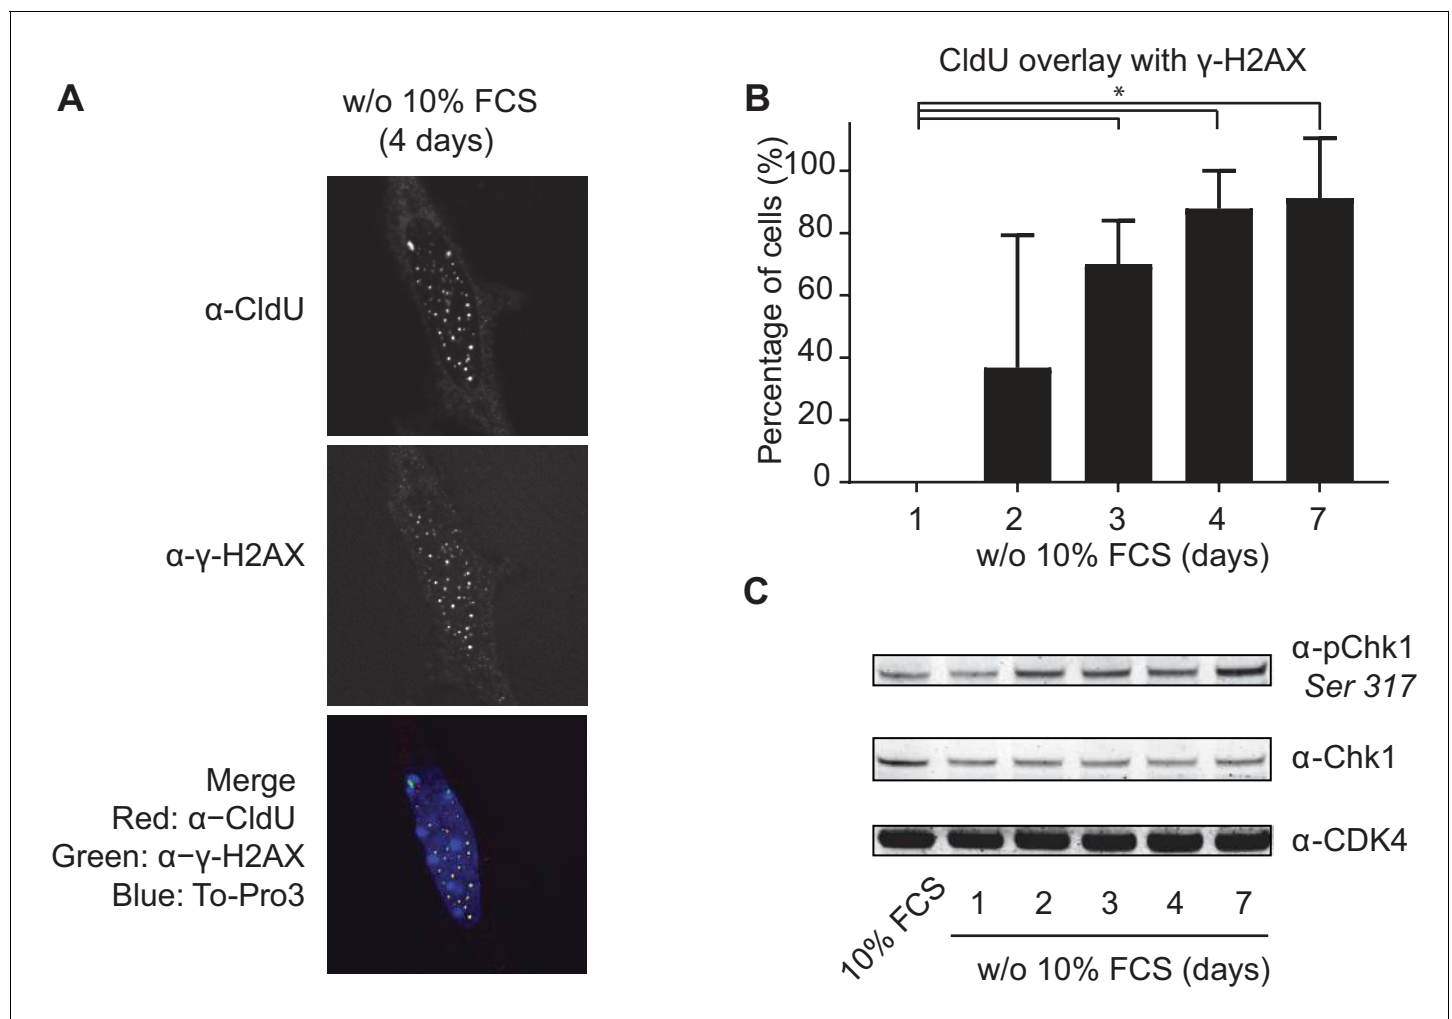 A
w/o 10% FCS
(4 days)
α-CldU
α-γ-H2AX
Merge
Red: α−CldU
Green: α−γ-H2AX
Blue: To-Pro3
B
CldU overlay with γ-H2AX
*
Percentage of cells (%)
100
80
60
40
20
0
1 2 3 4 7
w/o 10% FCS (days)
C
α-pChk1
Ser 317
α-Chk1
α-CDK4
10% FCS 1 2 3 4 7
w/o 10% FCS (days)